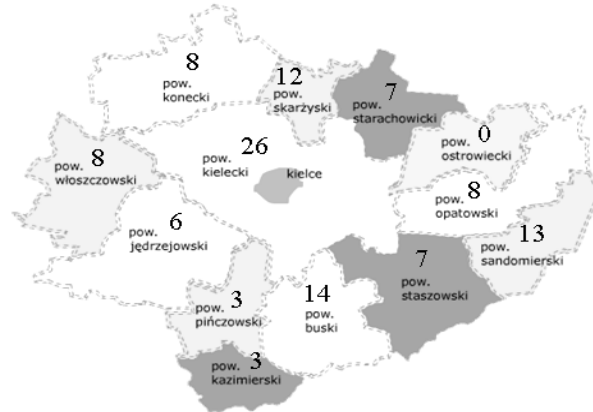 8
pow.
konecki
12
pow.
skarżyski
7
pow.
starachowicki
0
pow.
ostrowiecki
8
pow.
włoszczowski
26
pow.
kielecki
kielce
8
pow.
opatowski
6
pow.
jędrzejowski
13
pow.
sandomierski
7
pow.
staszowski
3
pow.
pińczowski
14
pow.
buski
3
pow.
kazimierski